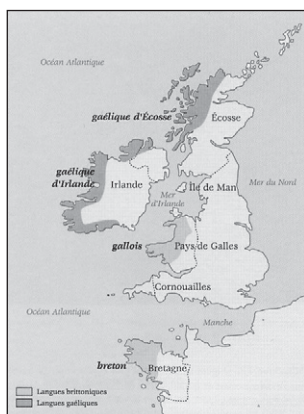 Océan Atlantique
gaélique d'Écosse
Écosse
gaélique
d'Irlande
Irlande
Mer
d'Irlande
Île de Man
Mer du Nord
gallois
Pays de Galles
Cornouailles
Océan Atlantique
Manche
breton
Bretagne
Langues brittoniques
Langues gaéliques